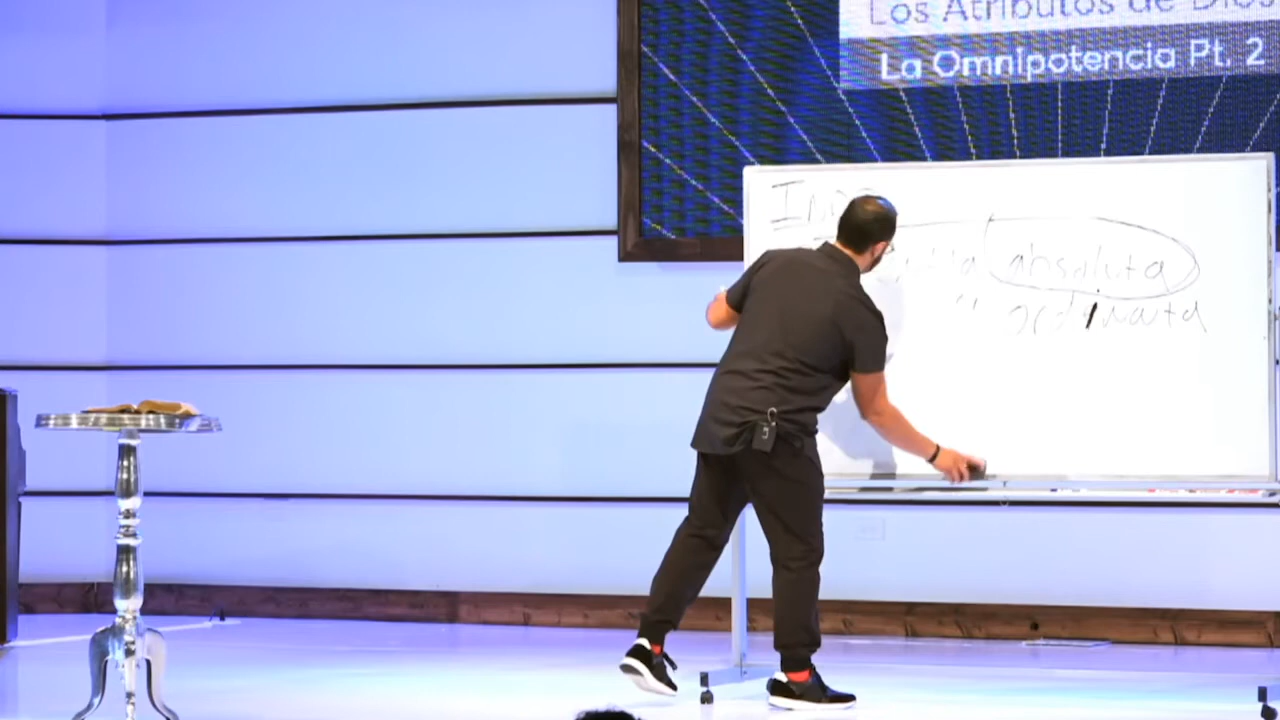 Los Atributos de Dios
La Omnipotencia Pt. 2
absoluta
" ordinata